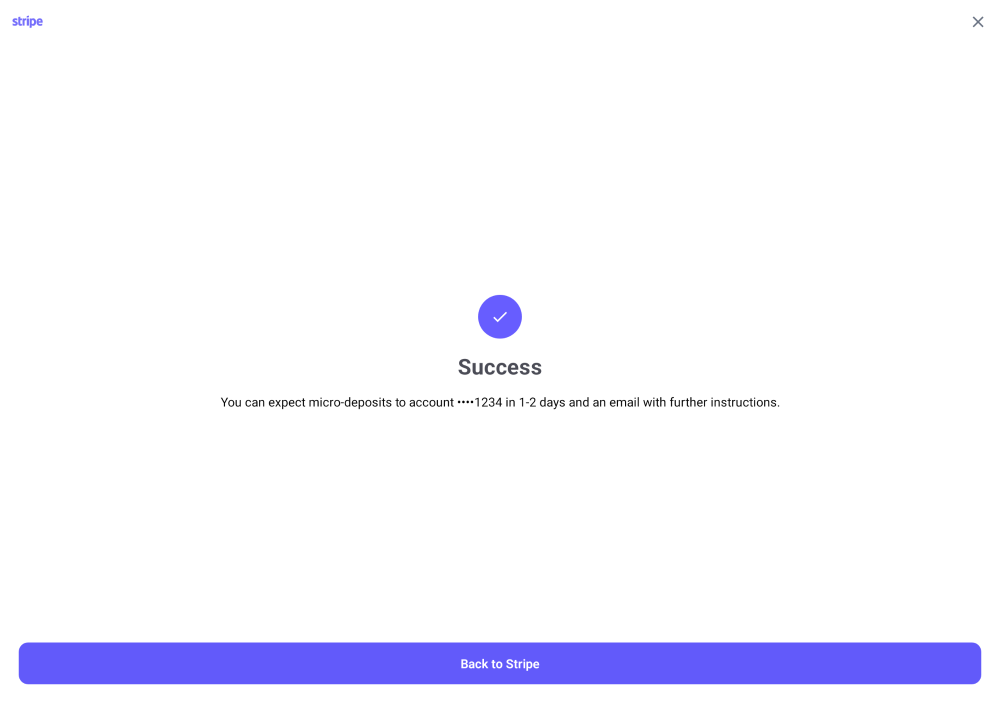 stripe
Success
You can expect micro-deposits to account ••••1234 in 1-2 days and an email with further instructions.
Back to Stripe